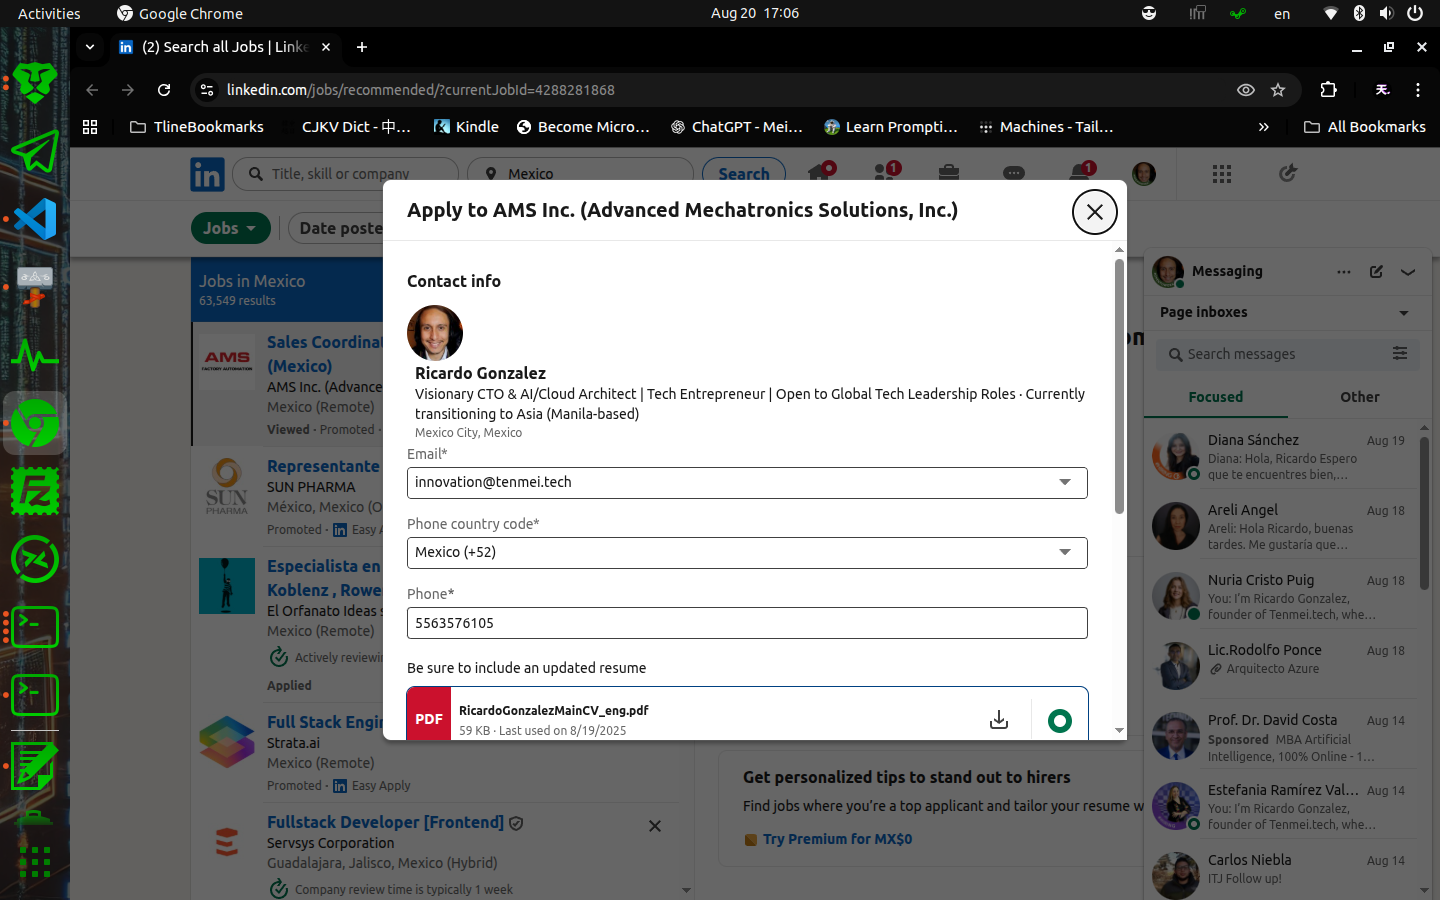 Activities
Google Chrome
Aug 20 17:06
en
(2) Search all Jobs | Linke
linkedin.com/jobs/recommended/?currentJobId=4288281868
TlineBookmarks
CJKV Dict - 中...
Kindle
Become Micro...
ChatGPT - Mei...
Learn Prompti...
Machines - Tail...
»
All Bookmarks
in
Title, skill or company
Mexico
Search
1
1
Jobs
Date poste
Apply to AMS Inc. (Advanced Mechatronics Solutions, Inc.)
Contact info
Ricardo Gonzalez
Visionary CTO & AI/Cloud Architect | Tech Entrepreneur | Open to Global Tech Leadership Roles · Currently
transitioning to Asia (Manila-based)
Mexico City, Mexico
Email*
innovation@tenmei.tech
Phone country code*
Mexico (+52)
Phone*
5563576105
Be sure to include an updated resume
PDF
RicardoGonzalezMainCV_eng.pdf
59 KB · Last used on 8/19/2025
Jobs in Mexico
63,549 results
AMS
FACTORY AUTOMATION
Sales Coordinat
(Mexico)
AMS Inc. (Advance
Mexico (Remote)
Viewed · Promoted ·
SUN
PHARMA
Representante
SUN PHARMA
México, Mexico (O
Promoted · in Easy A
Especialista en
Koblenz , Rowe
El Orfanato Ideas s
Mexico (Remote)
Actively reviewin
Applied
Full Stack Engin
Strata.ai
Mexico (Remote)
Promoted · in Easy Apply
Fullstack Developer [Frontend]
Servsys Corporation
Guadalajara, Jalisco, Mexico (Hybrid)
Company review time is typically 1 week
om
Get personalized tips to stand out to hirers
Find jobs where you're a top applicant and tailor your resume w
Try Premium for MX$0
Messaging
Page inboxes
Search messages
Focused
Other
Diana Sánchez
Aug 19
Diana: Hola, Ricardo Espero
que te encuentres bien,...
Areli Angel
Aug 18
Areli: Hola Ricardo, buenas
tardes. Me gustaría que...
Nuria Cristo Puig
Aug 18
You: I'm Ricardo Gonzalez,
founder of Tenmei.tech, whe...
Lic.Rodolfo Ponce
Aug 18
Arquitecto Azure
Prof. Dr. David Costa
Aug 14
Sponsored MBA Artificial
Intelligence, 100% Online - 1...
Estefania Ramírez Val...
Aug 14
You: I'm Ricardo Gonzalez,
founder of Tenmei.tech, whe...
Carlos Niebla
Aug 14
ITJ Follow up!